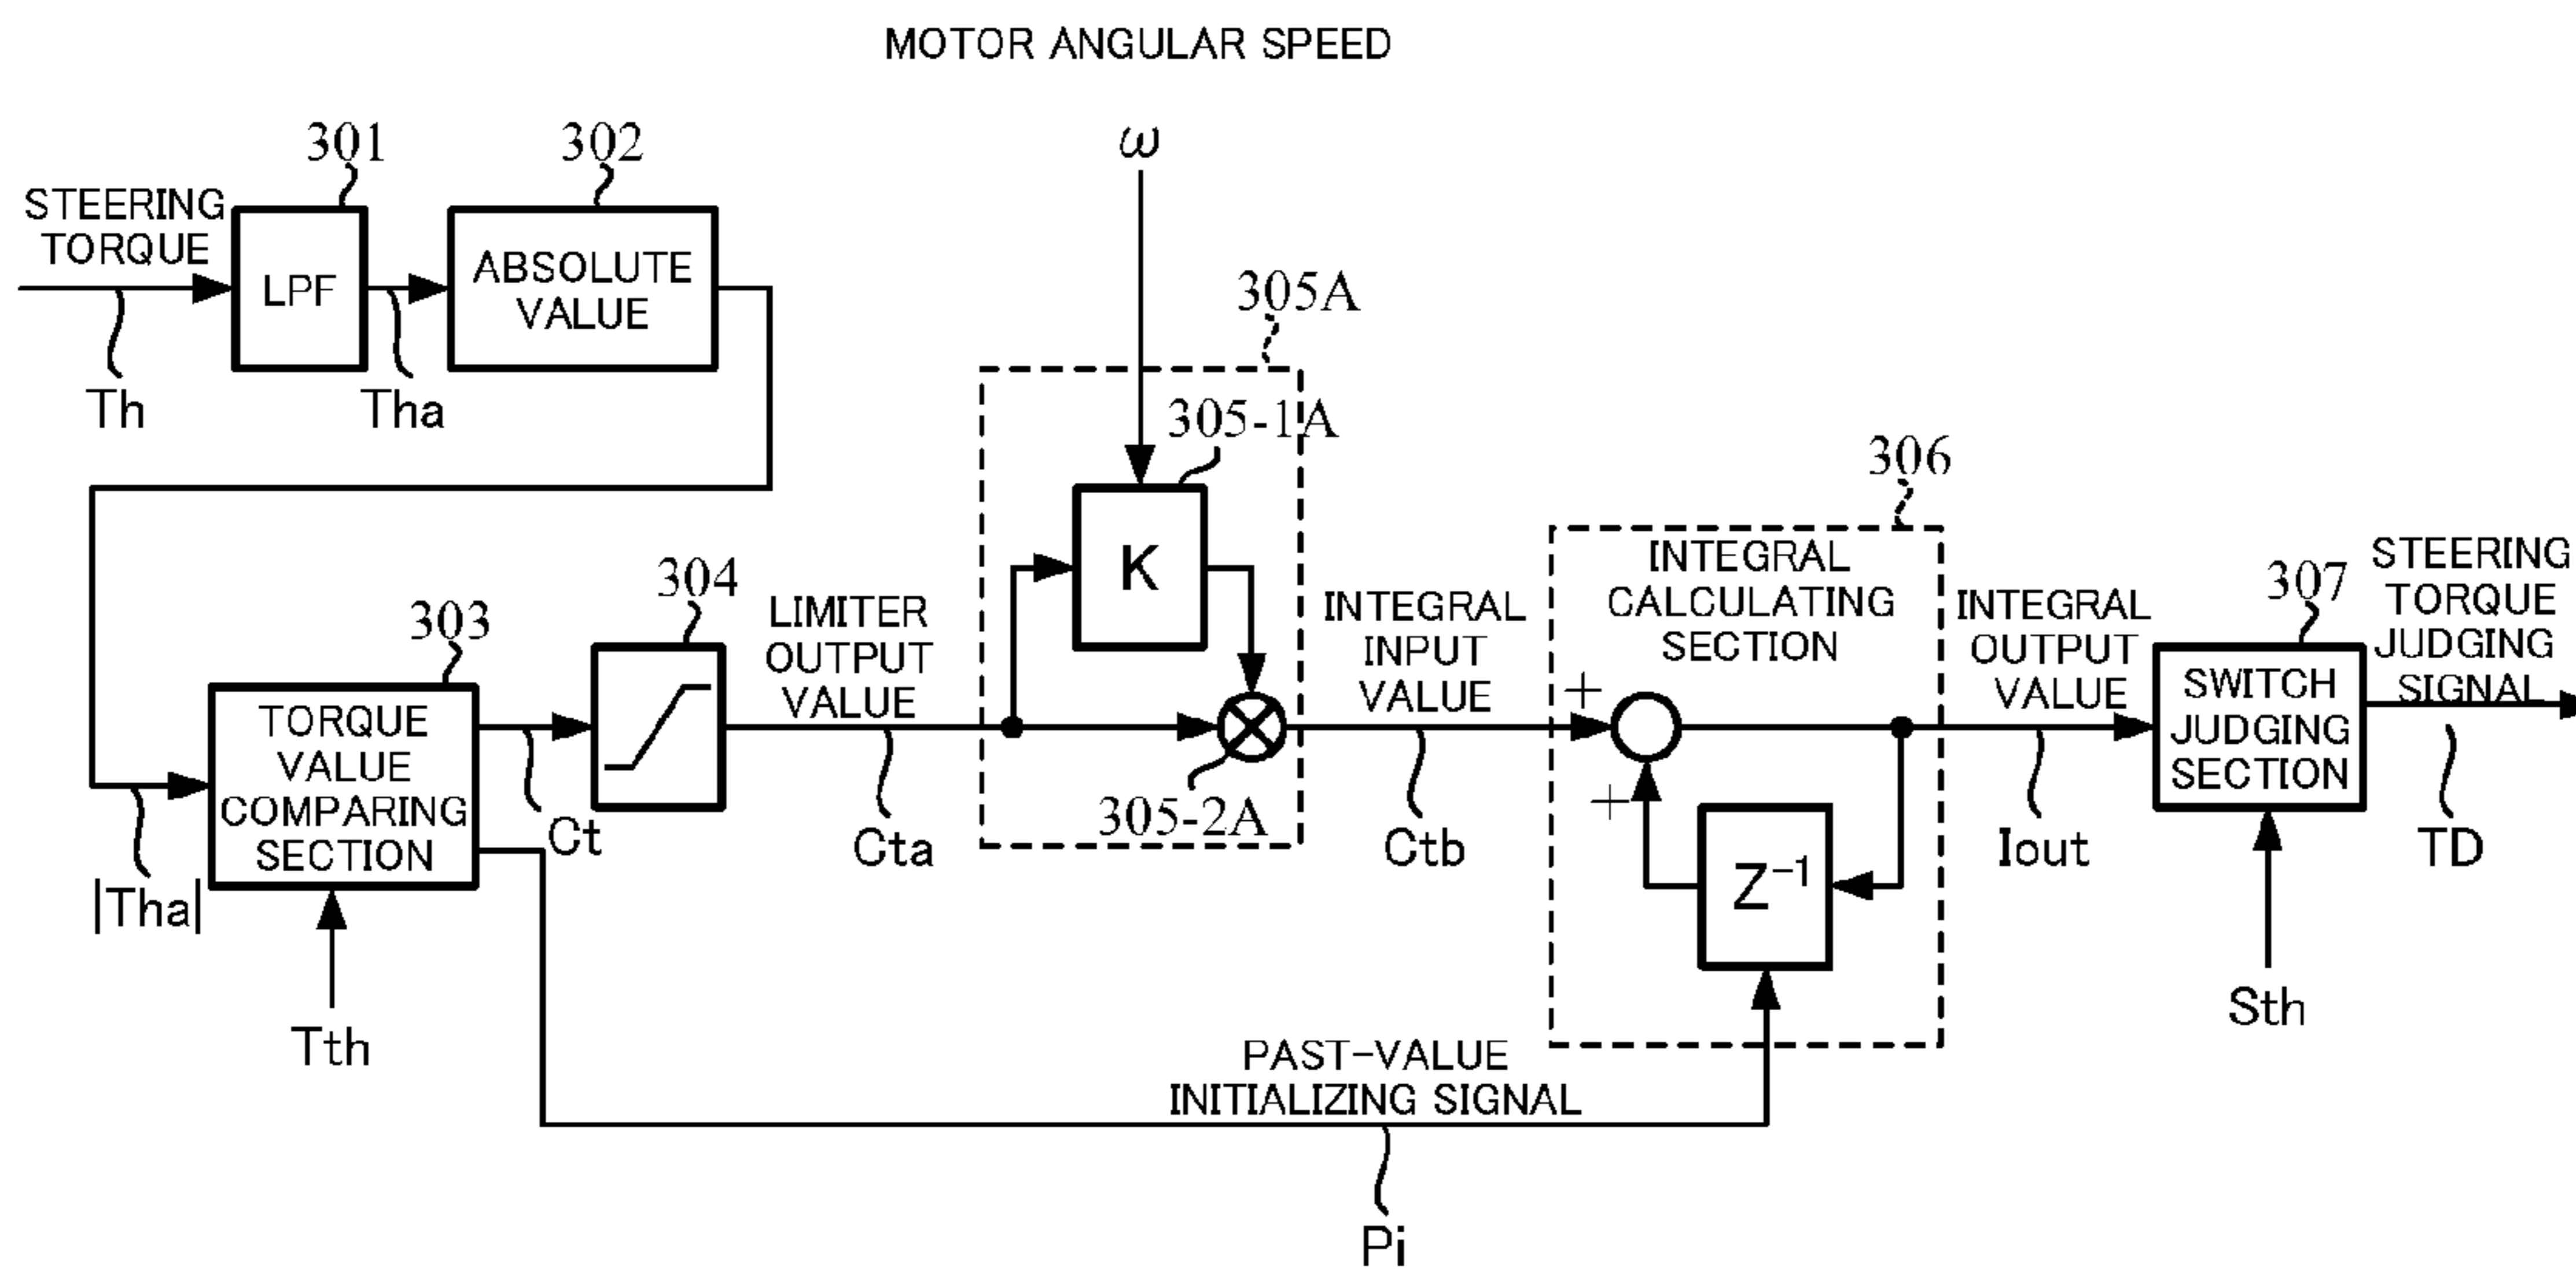 MOTOR ANGULAR SPEED
ω
301
302
STEERING
TORQUE
LPF
ABSOLUTE
VALUE
Th
Tha
305A
305-1A
K
306
INTEGRAL
CALCULATING
SECTION
303
304
LIMITER
OUTPUT
VALUE
INTEGRAL
INPUT
VALUE
INTEGRAL
OUTPUT
VALUE
307
STEERING
TORQUE
JUDGING
SIGNAL
TORQUE
VALUE
COMPARING
SECTION
+
+
SWITCH
JUDGING
SECTION
305-2A
|Tha|
Ct
Cta
Ctb
Z⁻¹
Iout
TD
Tth
Sth
PAST-VALUE
INITIALIZING SIGNAL
Pi